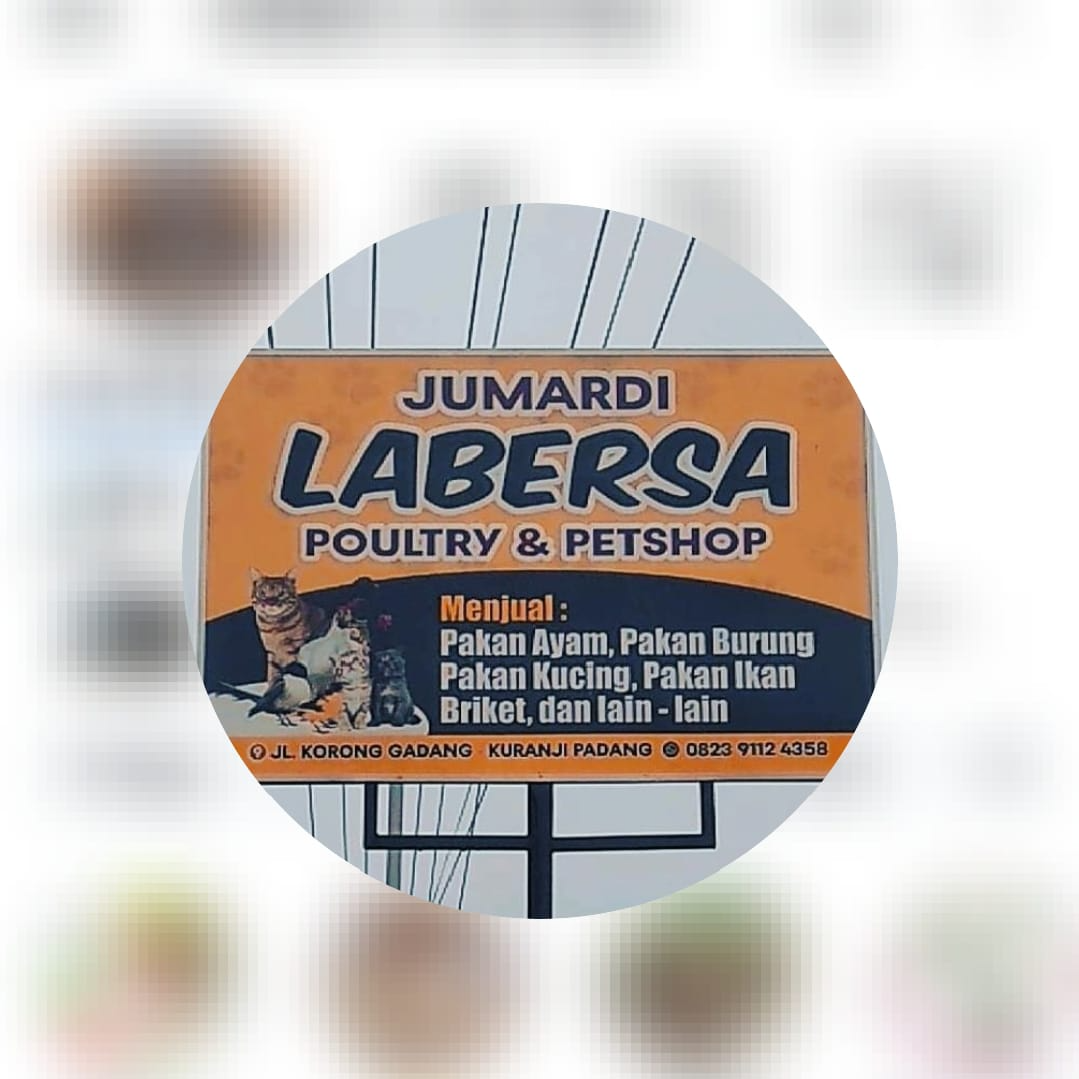 JUMARDI
LABERSA
POULTRY & PETSHOP
Menjual :
Pakan Ayam, Pakan Burung
Pakan Kucing, Pakan Ikan
Briket, dan lain - lain
JL. KORONG GADANG KURANJI PADANG 0823 9112 4358